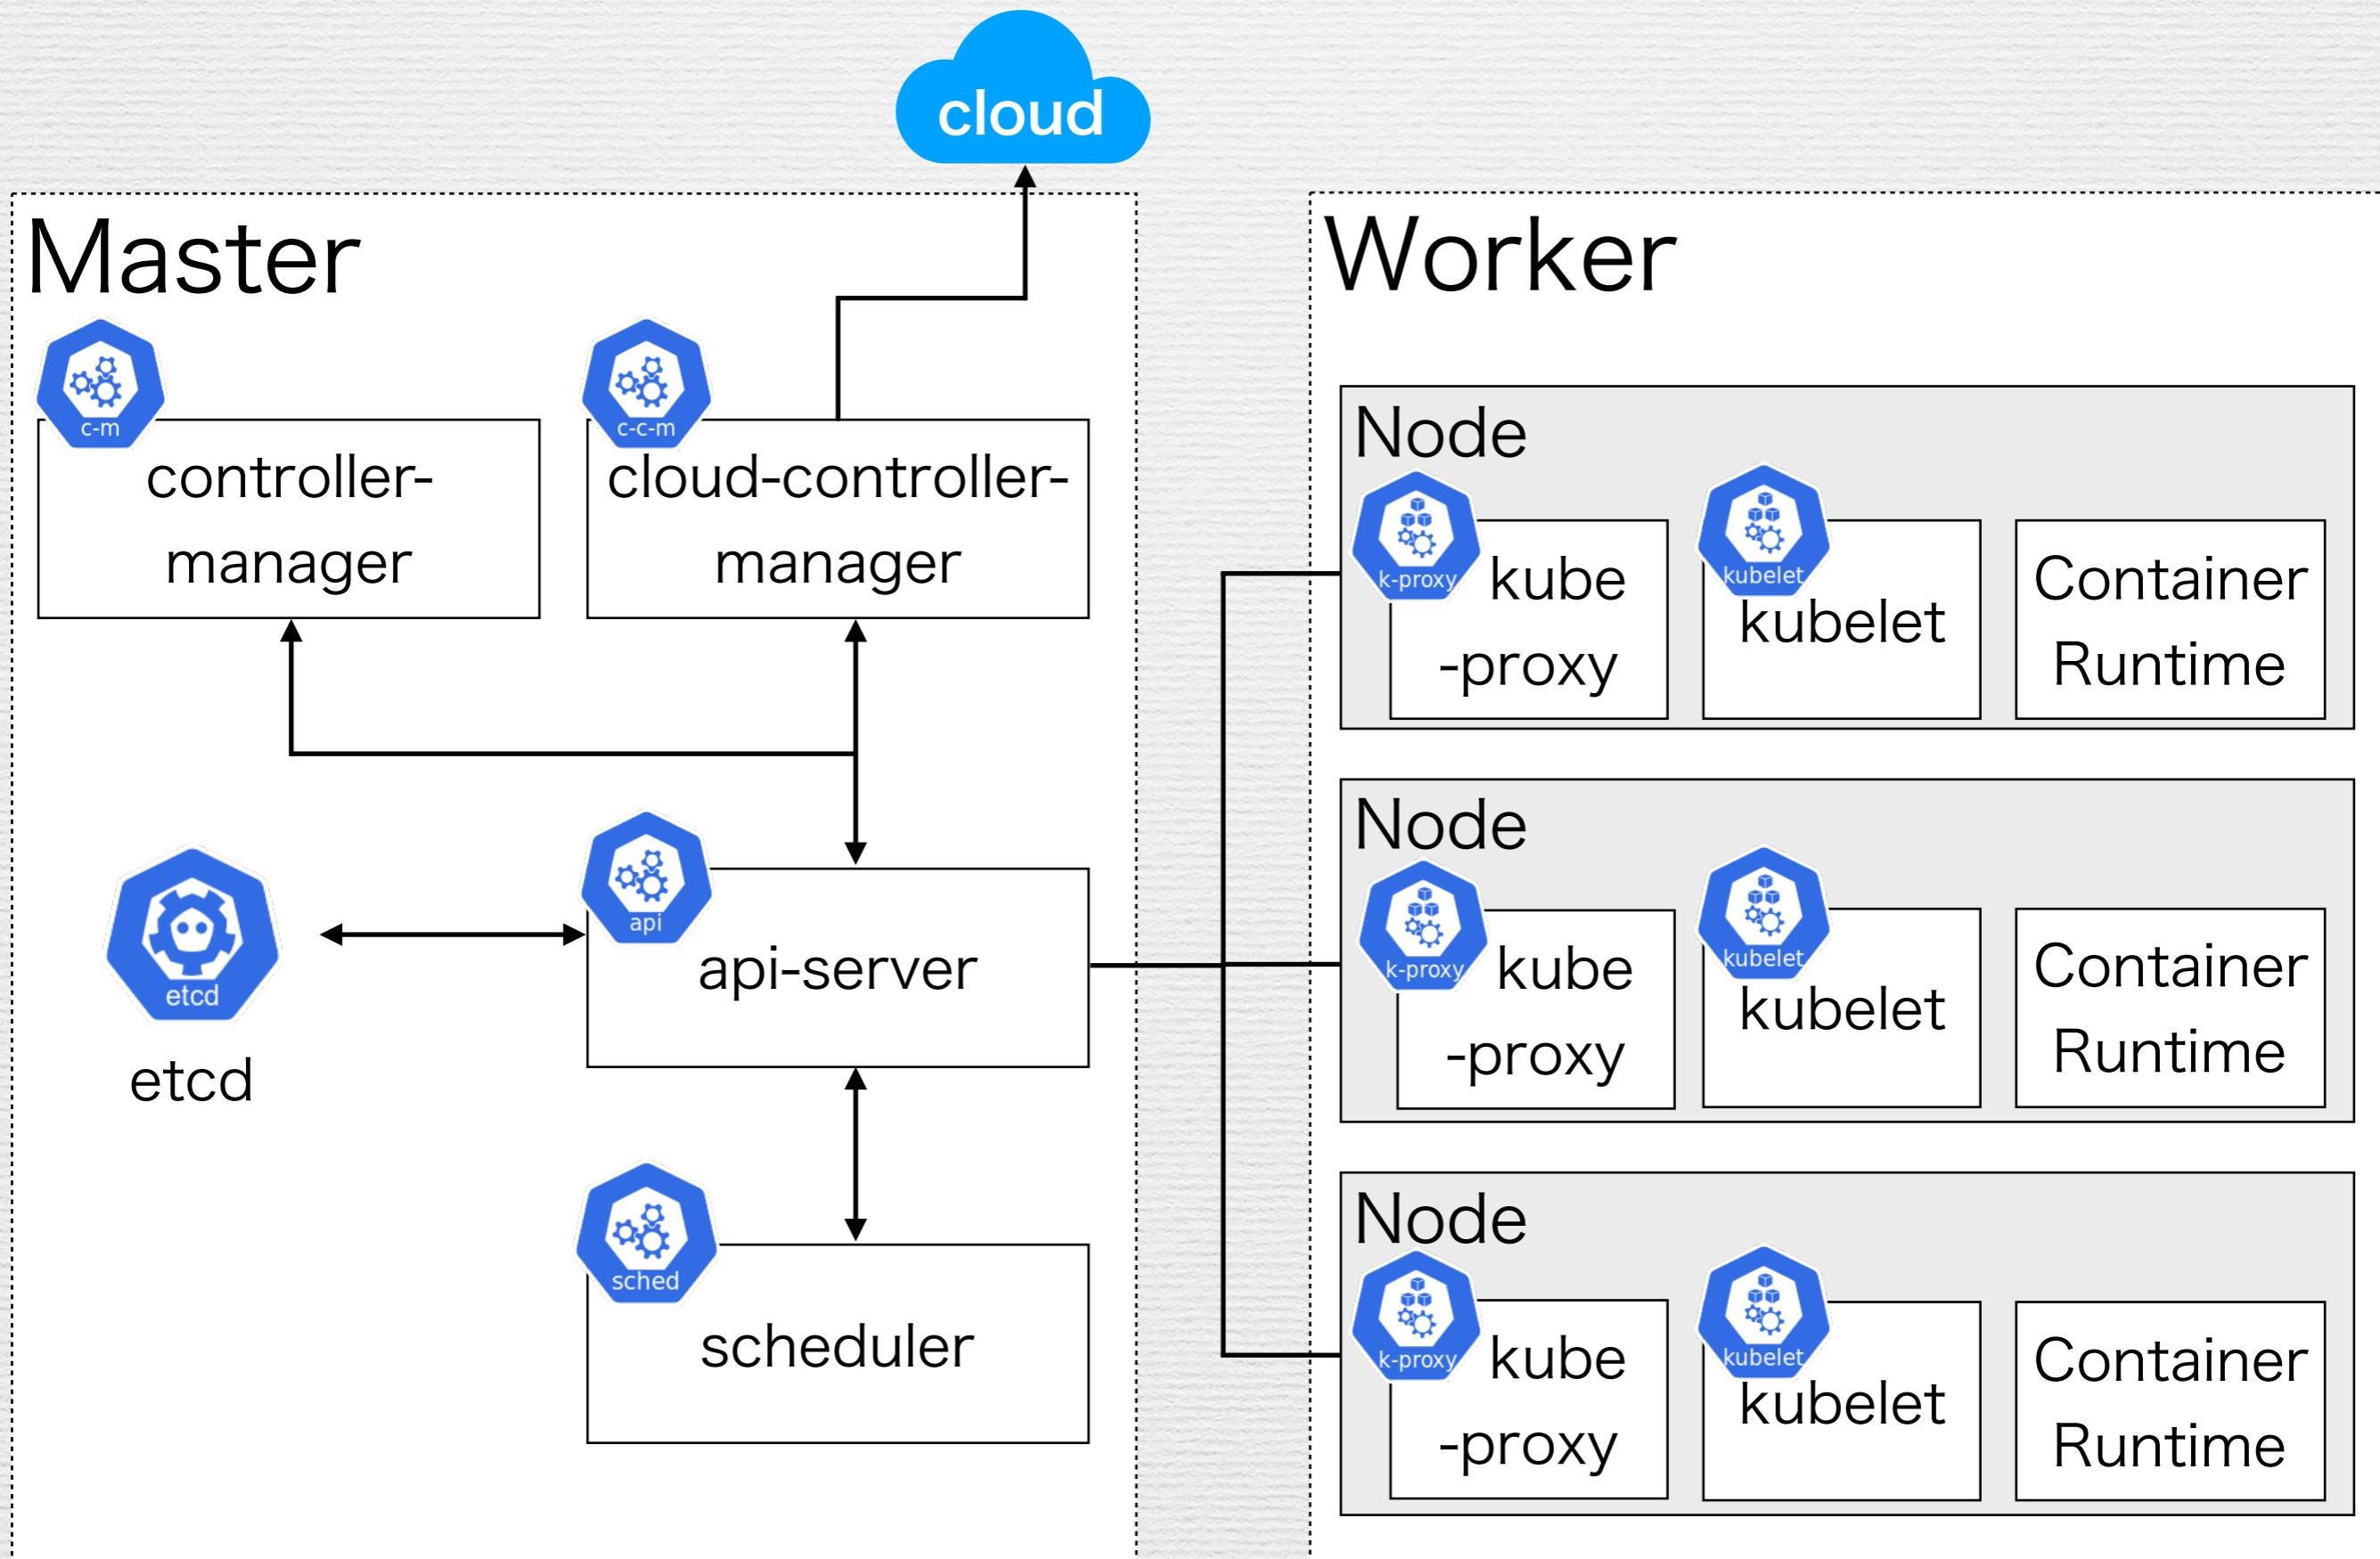 cloud
Master
c-m
controller-
manager
c-c-m
cloud-controller-
manager
etcd
etcd
api
api-server
sched
scheduler
Worker
Node
k-proxy
kube
-proxy
kubelet
kubelet
Container
Runtime
Node
k-proxy
kube
-proxy
kubelet
kubelet
Container
Runtime
Node
k-proxy
kube
-proxy
kubelet
kubelet
Container
Runtime